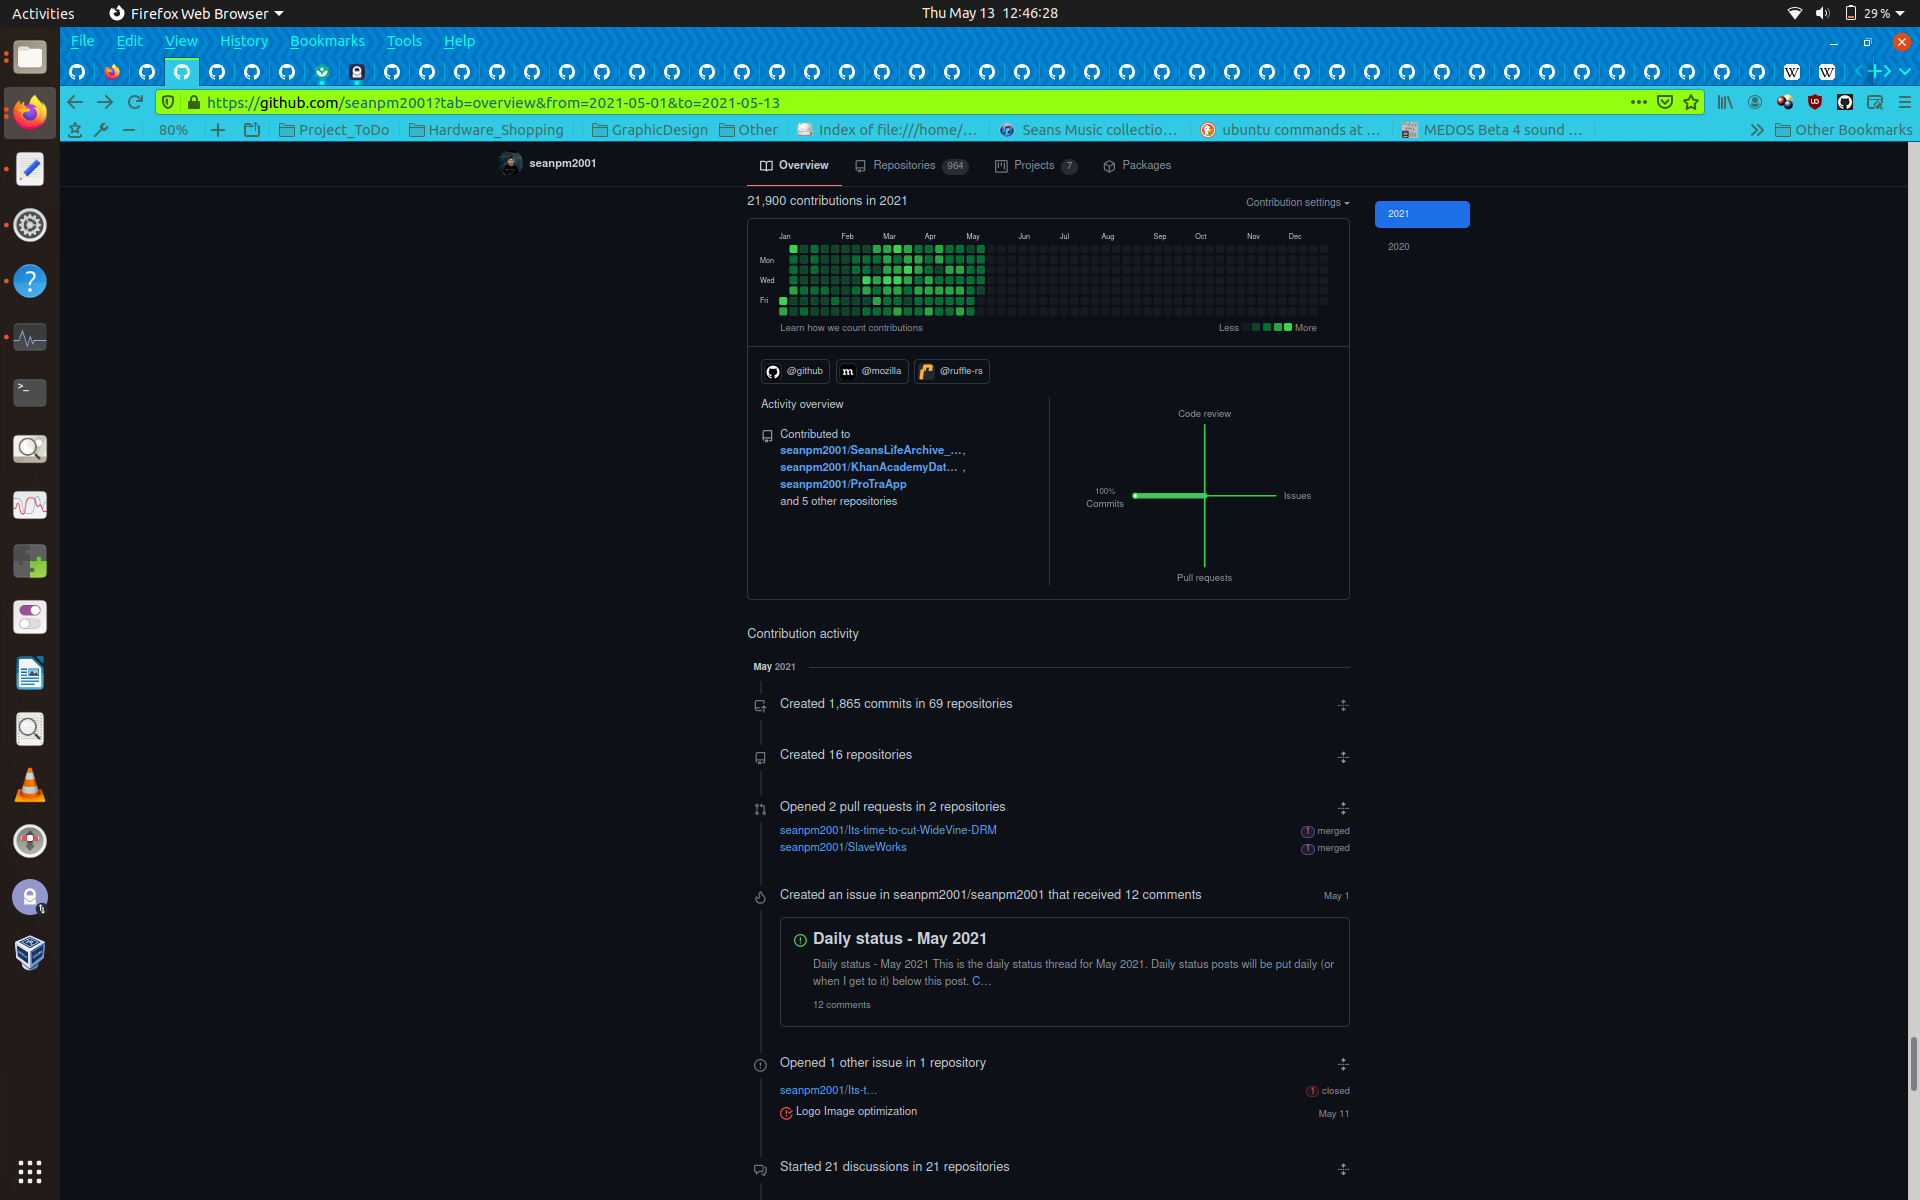 Activities
Firefox Web Browser
Thu May 13 12:46:28
29 %
File Edit View History Bookmarks Tools Help
https://github.com/seanpm2001?tab=overview&from=2021-05-01&to=2021-05-13
80%
Project_ToDo
Hardware_Shopping
GraphicDesign
Other
Index of file:///home/...
Seans Music collectio...
ubuntu commands at ...
MEDOS Beta 4 sound ...
Other Bookmarks
seanpm2001
Overview
Repositories 964
Projects 7
Packages
21,900 contributions in 2021
Contribution settings
2021
2020
Jan Feb Mar Apr May Jun Jul Aug Sep Oct Nov Dec
Mon
Wed
Fri
Learn how we count contributions
Less More
@github
@mozilla
@ruffle-rs
Activity overview
Contributed to
seanpm2001/SeansLifeArchive_...,
seanpm2001/KhanAcademyDat... ,
seanpm2001/ProTraApp
and 5 other repositories
Code review
100%
Commits
Issues
Pull requests
Contribution activity
May 2021
Created 1,865 commits in 69 repositories
Created 16 repositories
Opened 2 pull requests in 2 repositories
seanpm2001/Its-time-to-cut-WideVine-DRM 1 merged
seanpm2001/SlaveWorks 1 merged
Created an issue in seanpm2001/seanpm2001 that received 12 comments May 1
Daily status - May 2021
Daily status - May 2021 This is the daily status thread for May 2021. Daily status posts will be put daily (or
when I get to it) below this post. C...
12 comments
Opened 1 other issue in 1 repository
seanpm2001/Its-t... 1 closed
Logo Image optimization May 11
Started 21 discussions in 21 repositories